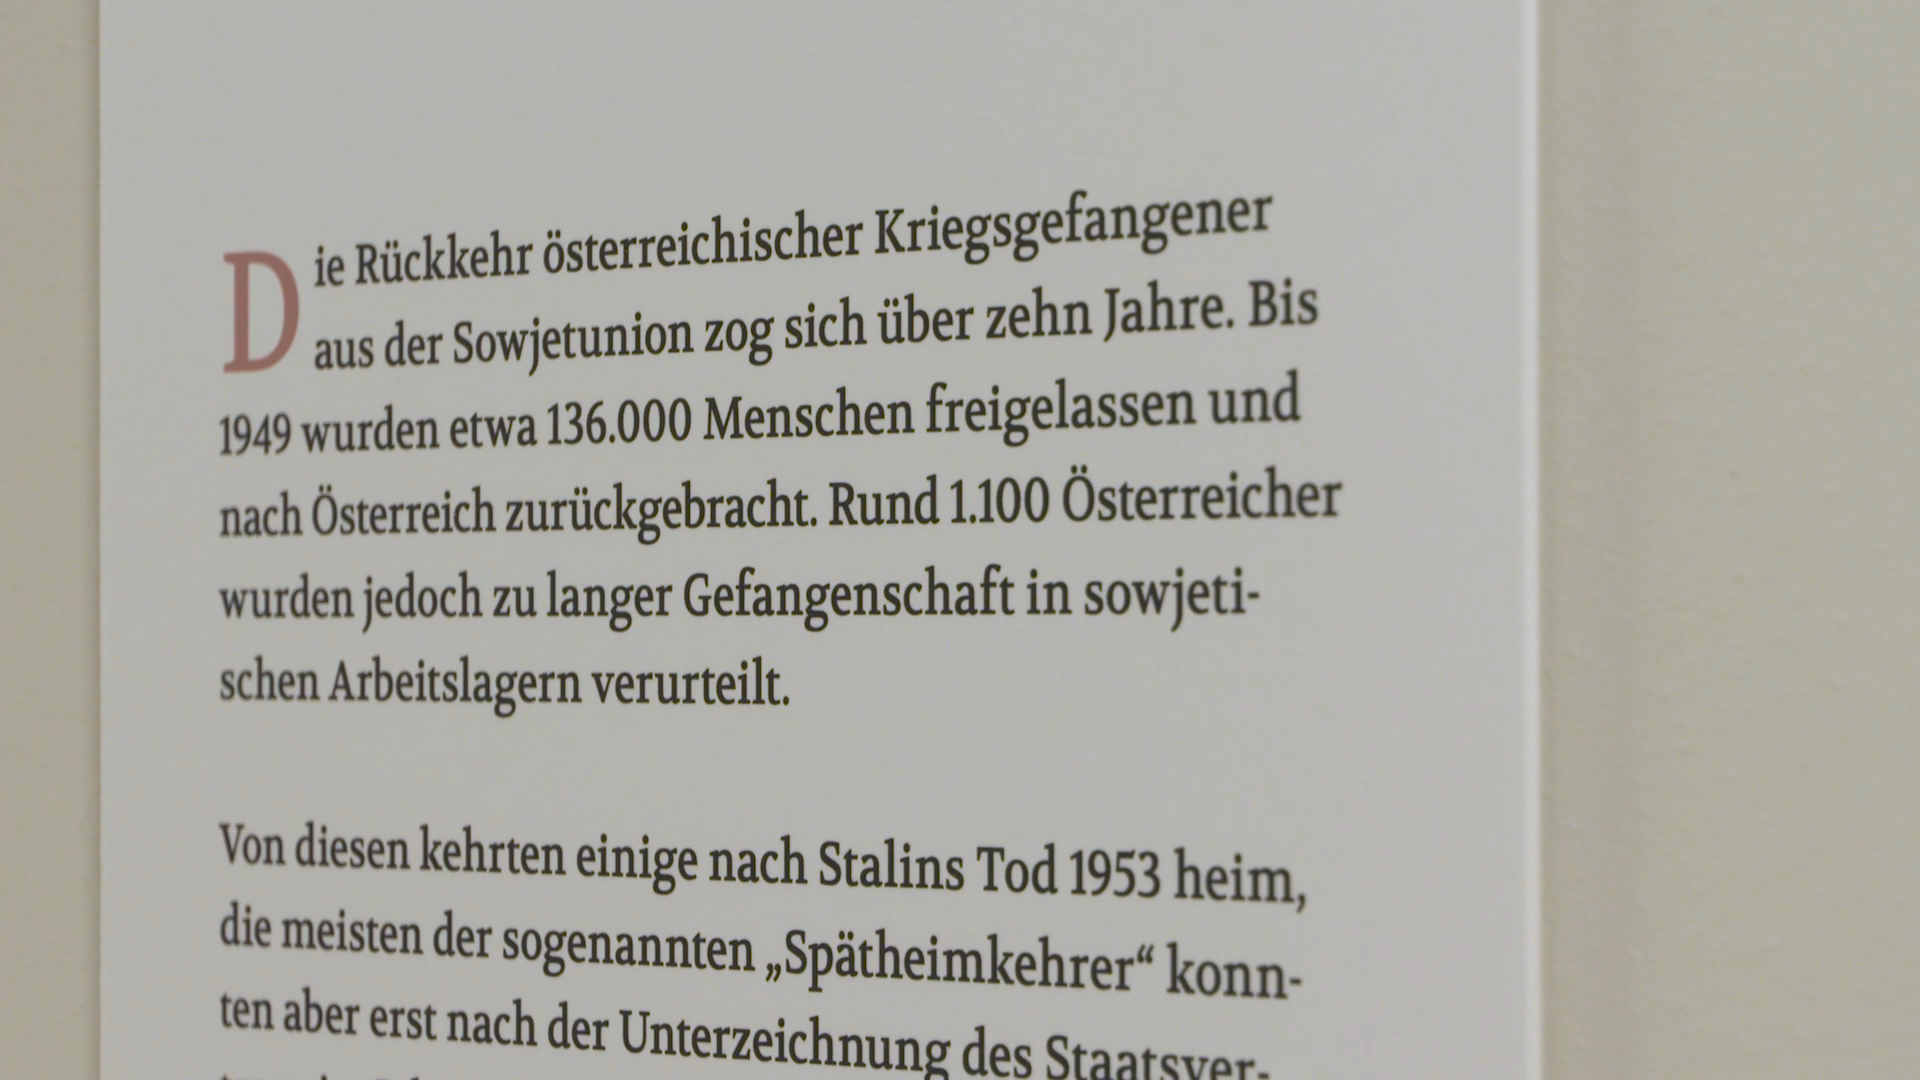 Die Rückkehr österreichischer Kriegsgefangener
aus der Sowjetunion zog sich über zehn Jahre. Bis
1949 wurden etwa 136.000 Menschen freigelassen und
nach Österreich zurückgebracht. Rund 1.100 Österreicher
wurden jedoch zu langer Gefangenschaft in sowjeti-
schen Arbeitslagern verurteilt.
Von diesen kehrten einige nach Stalins Tod 1953 heim,
die meisten der sogenannten „Spätheimkehrer“ konn-
ten aber erst nach der Unterzeichnung des Staatsver-